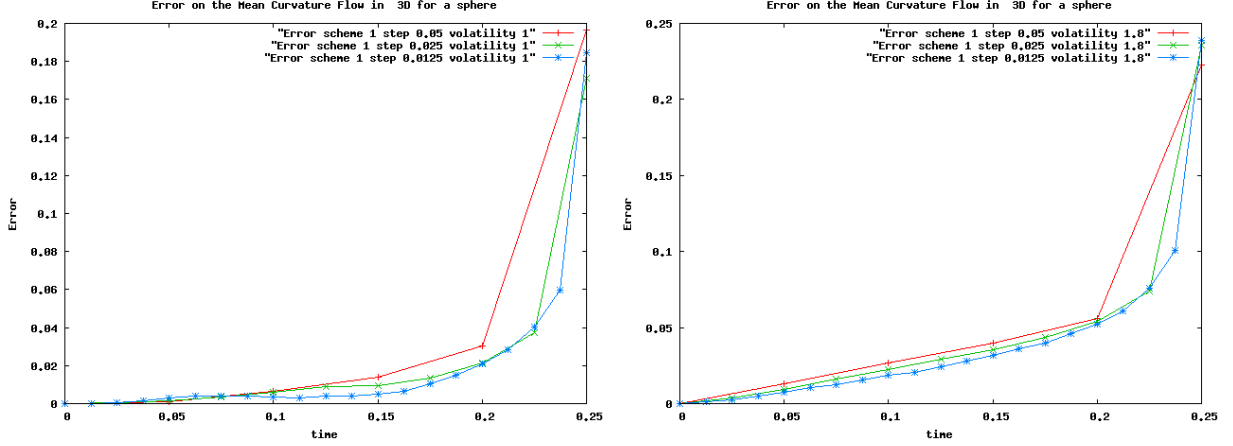 Error on the Mean Curvature Flow in  3D for a sphere
"Error scheme 1 step 0.05 volatility 1"
"Error scheme 1 step 0.025 volatility 1"
"Error scheme 1 step 0.0125 volatility 1"
0.2
0.18
0.16
0.14
0.12
0.1
0.08
0.06
0.04
0.02
0
Error
0 0.05 0.1 0.15 0.2 0.25
time
Error on the Mean Curvature Flow in  3D for a sphere
"Error scheme 1 step 0.05 volatility 1.8"
"Error scheme 1 step 0.025 volatility 1.8"
"Error scheme 1 step 0.0125 volatility 1.8"
0.25
0.2
0.15
0.1
0.05
0
Error
0 0.05 0.1 0.15 0.2 0.25
time